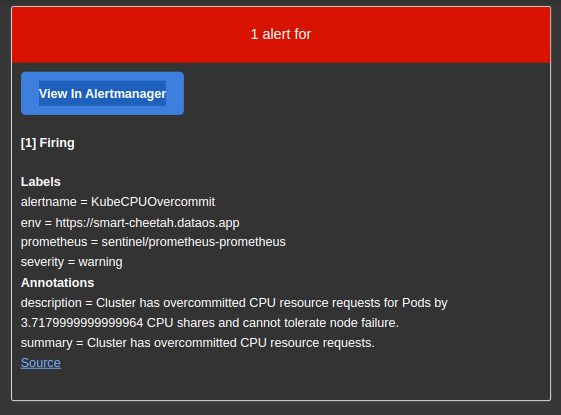 1 alert for
View In Alertmanager
[1] Firing
Labels
alertname = KubeCPUOvercommit
env = https://smart-cheetah.dataos.app
prometheus = sentinel/prometheus-prometheus
severity = warning
Annotations
description = Cluster has overcommitted CPU resource requests for Pods by
3.7179999999999964 CPU shares and cannot tolerate node failure.
summary = Cluster has overcommitted CPU resource requests.
Source